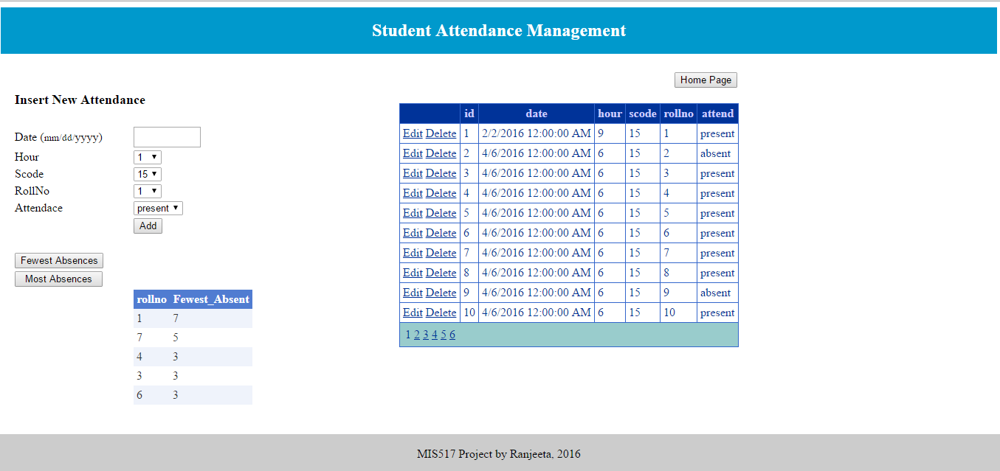 Student Attendance Management
Home Page
Insert New Attendance
Date (mm/dd/yyyy)
Hour 1
Scode 15
RollNo 1
Attendace present
Add
Fewest Absences
Most Absences
rollno Fewest_Absent
1 7
7 5
4 3
3 3
6 3
id date hour scode rollno attend
Edit Delete 1 2/2/2016 12:00:00 AM 9 15 1 present
Edit Delete 2 4/6/2016 12:00:00 AM 6 15 2 absent
Edit Delete 3 4/6/2016 12:00:00 AM 6 15 3 present
Edit Delete 4 4/6/2016 12:00:00 AM 6 15 4 present
Edit Delete 5 4/6/2016 12:00:00 AM 6 15 5 present
Edit Delete 6 4/6/2016 12:00:00 AM 6 15 6 present
Edit Delete 7 4/6/2016 12:00:00 AM 6 15 7 present
Edit Delete 8 4/6/2016 12:00:00 AM 6 15 8 present
Edit Delete 9 4/6/2016 12:00:00 AM 6 15 9 absent
Edit Delete 10 4/6/2016 12:00:00 AM 6 15 10 present
1 2 3 4 5 6
MIS517 Project by Ranjeeta, 2016